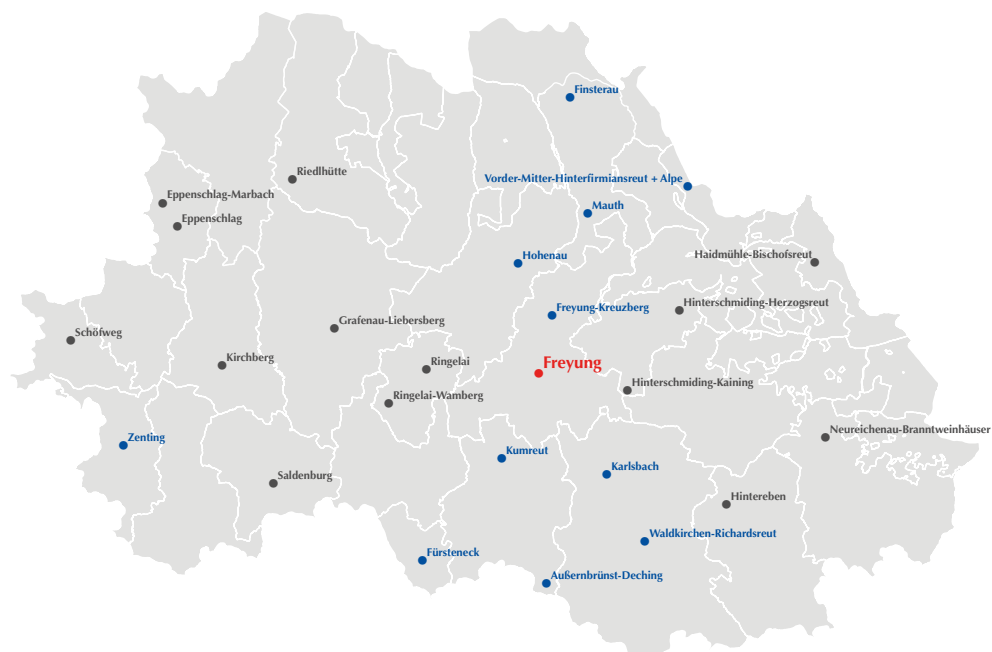 Finsterau
Riedlhütte
Vorder-Mitter-Hinterfirmiansreut + Alpe
Eppenschlag-Marbach
Mauth
Eppenschlag
Hohenau
Haidmühle-Bischofsreut
Hinterschmiding-Herzogsreut
Freyung-Kreuzberg
Grafenau-Liebersberg
Schöfweg
Kirchberg
Ringelai
Freyung
Hinterschmiding-Kaining
Ringelai-Wamberg
Neureichenau-Branntweinhäuser
Zenting
Kumreut
Karlsbach
Saldenburg
Hintereben
Waldkirchen-Richardsreut
Fürsteneck
Außernbrünst-Deching